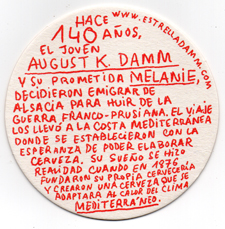 HACE
140 AÑOS,
EL JOVEN
AUGUST K. DAMM
Y SU PROMETIDA MELANIE,
DECIDIERON EMIGRAR DE
ALSACIA PARA HUIR DE LA
GUERRA FRANCO-PRUSIANA. EL VIAJE
LOS LLEVÓ A LA COSTA MEDITERRÁNEA
DONDE SE ESTABLECIERON CON LA
ESPERANZA DE PODER ELABORAR
CERVEZA. SU SUEÑO SE HIZO
REALIDAD CUANDO EN 1876
FUNDARON SU PROPIA CERVECERÍA
Y CREARON UNA CERVEZA QUE SE
ADAPTARA AL CALOR DEL CLIMA
MEDITERRÁNEO.
WWW.ESTRELLADAMM.COM